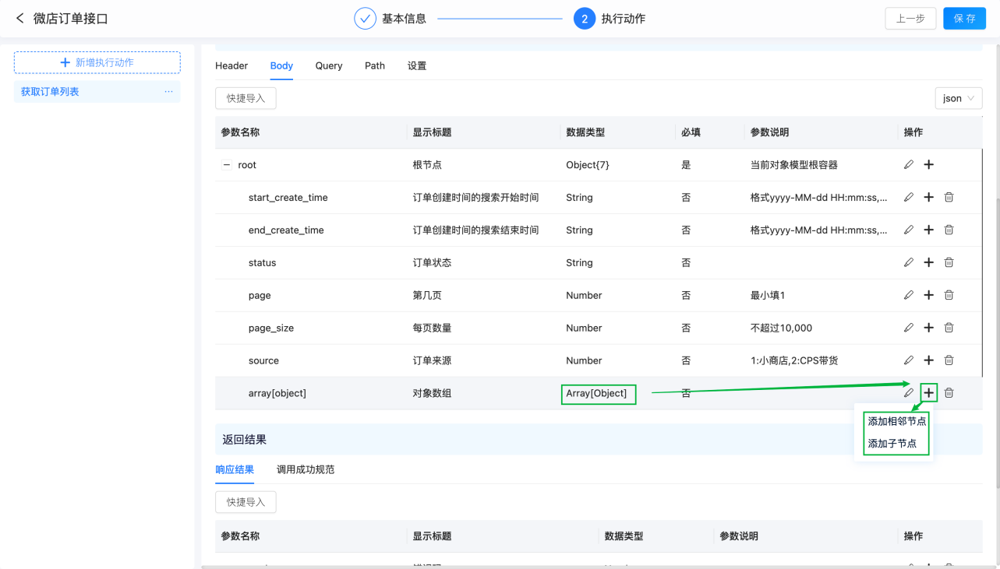 微店订单接口
基本信息
2 执行动作
上一步
保 存
新增执行动作
获取订单列表
Header Body Query Path 设置
快捷导入
json
参数名称 显示标题 数据类型 必填 参数说明 操作
root 根节点 Object{7} 是 当前对象模型根容器
start_create_time 订单创建时间的搜索开始时间 String 否 格式yyyy-MM-dd HH:mm:ss,...
end_create_time 订单创建时间的搜索结束时间 String 否 格式yyyy-MM-dd HH:mm:ss,...
status 订单状态 String 否
page 第几页 Number 否 最小填1
page_size 每页数量 Number 否 不超过10,000
source 订单来源 Number 否 1:小商店,2:CPS带货
array[object] 对象数组 Array[Object] 否
添加相邻节点
添加子节点
返回结果
响应结果 调用成功规范
快捷导入
参数名称 显示标题 数据类型 参数说明 操作